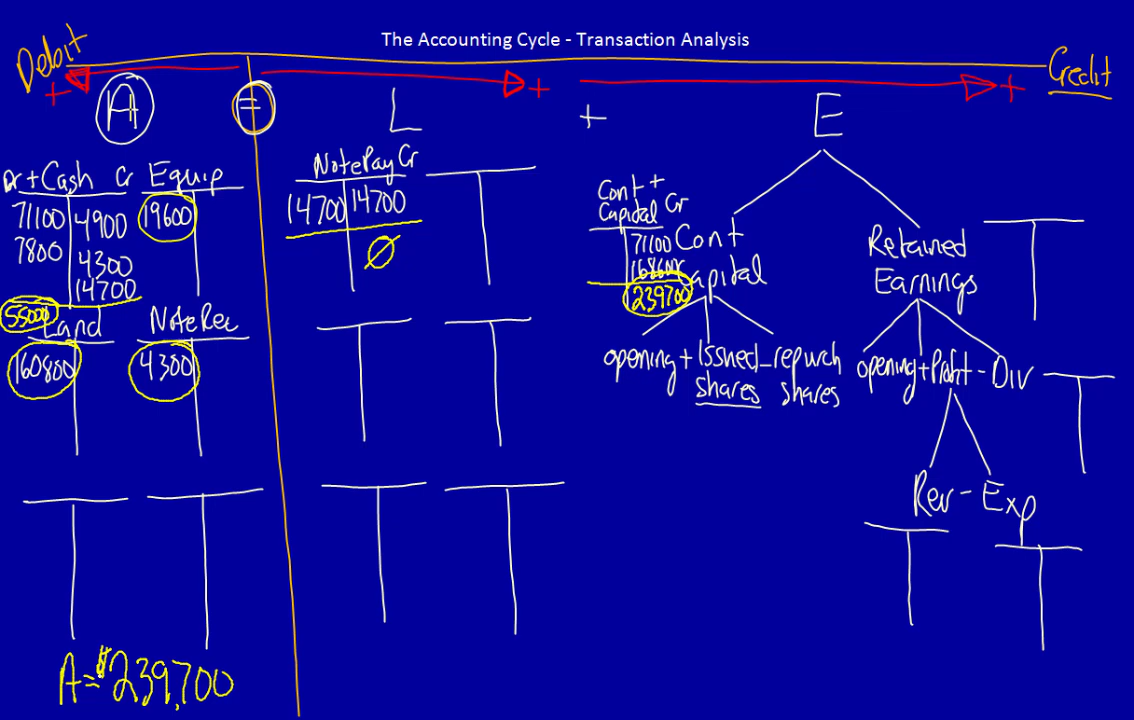 The Accounting Cycle - Transaction Analysis
Debit
Credit
+ + +
A = L + E
Dr + Cash Cr
71100 4900
7800 4300
14700
55000
Equip
19600
Land
160800
Note Rec
4300
Note Pay Cr
14700 14700
Ø
Cont +
Capital Cr
71100
168600
239700
Cont
Capital
opening + Issued - repurch
shares shares
Retained
Earnings
opening + Profit - Div
Rev - Exp
A = $239,700